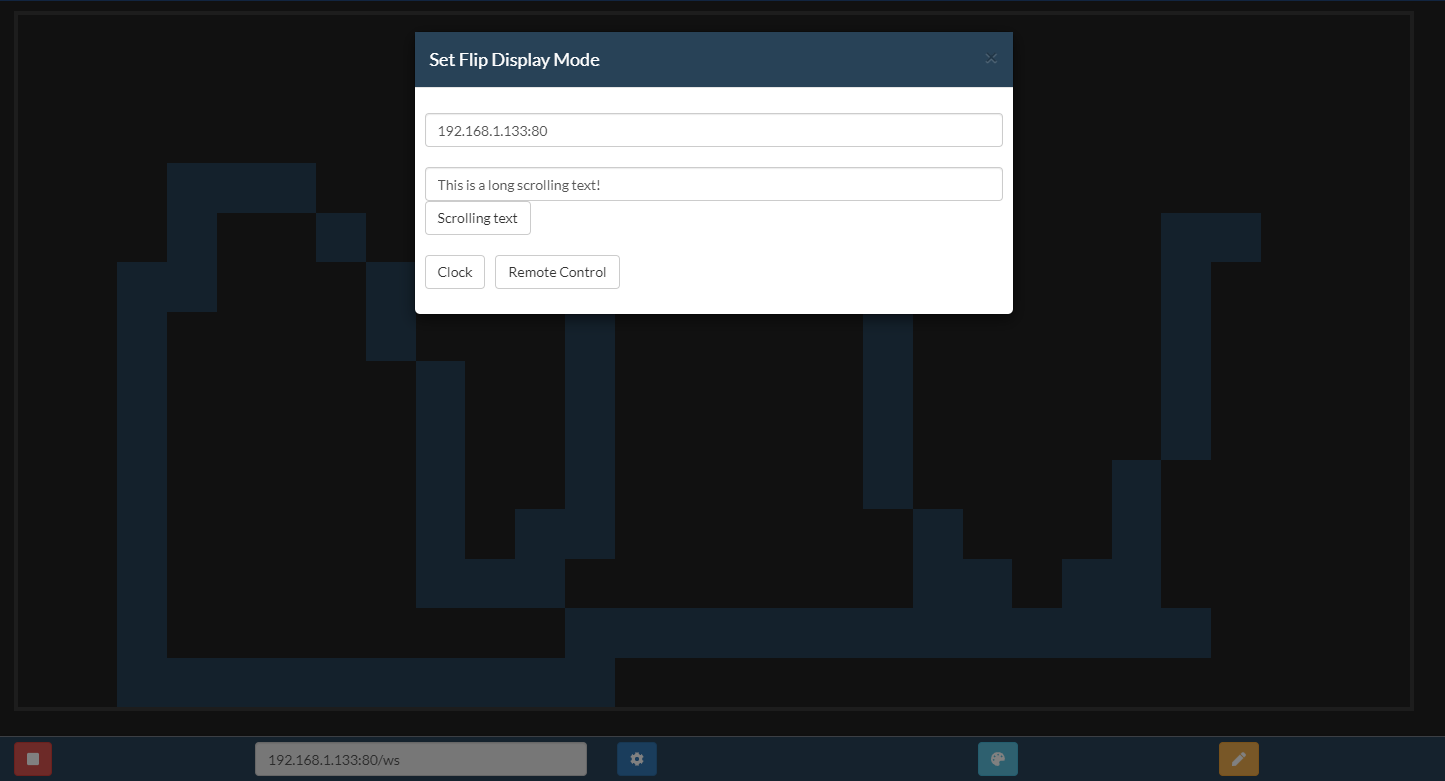 Set Flip Display Mode ×
192.168.1.133:80
This is a long scrolling text!
Scrolling text
Clock Remote Control
192.168.1.133:80/ws